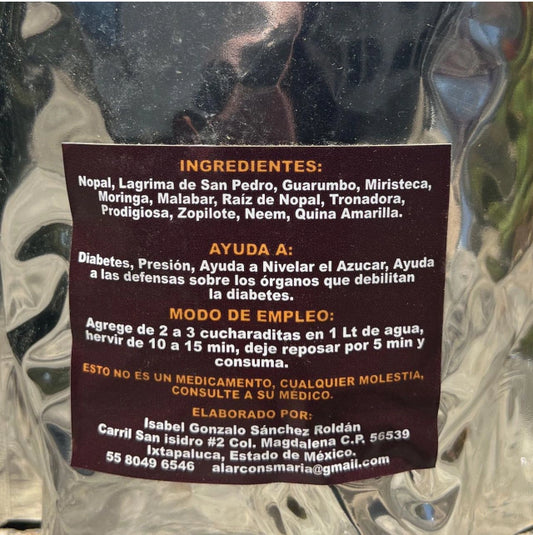 INGREDIENTES:
Nopal, Lagrima de San Pedro, Guarumbo, Miristeca,
Moringa, Malabar, Raíz de Nopal, Tronadora,
Prodigiosa, Zopilote, Neem, Quina Amarilla.
AYUDA A:
Diabetes, Presión, Ayuda a Nivelar el Azucar, Ayuda
a las defensas sobre los órganos que debilitan
la diabetes.
MODO DE EMPLEO:
Agrege de 2 a 3 cucharaditas en 1 Lt de agua,
hervir de 10 a 15 min, deje reposar por 5 min y
consuma.
ESTO NO ES UN MEDICAMENTO, CUALQUIER MOLESTIA,
CONSULTE A SU MÉDICO.
ELABORADO POR:
Isabel Gonzalo Sánchez Roldán
Carril San isidro #2 Col. Magdalena C.P. 56539
Ixtapaluca, Estado de México.
55 8049 6546 alarconsmaria@gmail.com